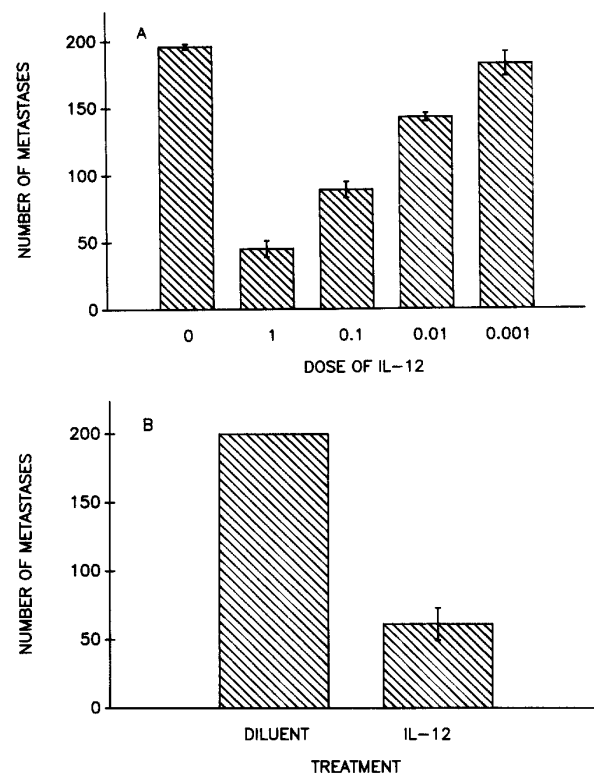 A
NUMBER OF METASTASES
200
150
100
50
0
0 1 0.1 0.01 0.001
DOSE OF IL-12
B
NUMBER OF METASTASES
200
150
100
50
0
DILUENT IL-12
TREATMENT